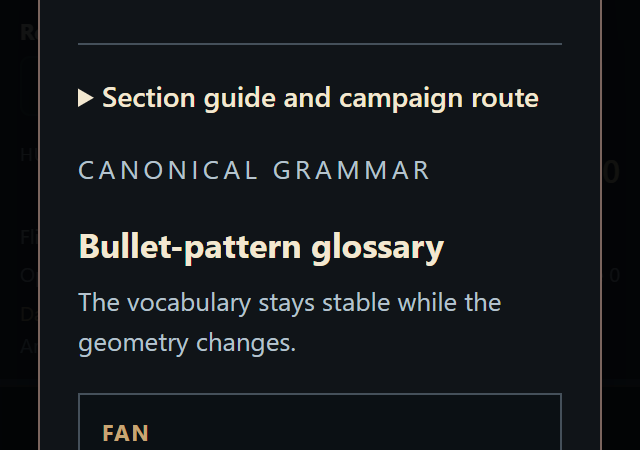 ▶ Section guide and campaign route
CANONICAL GRAMMAR
Bullet-pattern glossary
The vocabulary stays stable while the
geometry changes.
FAN